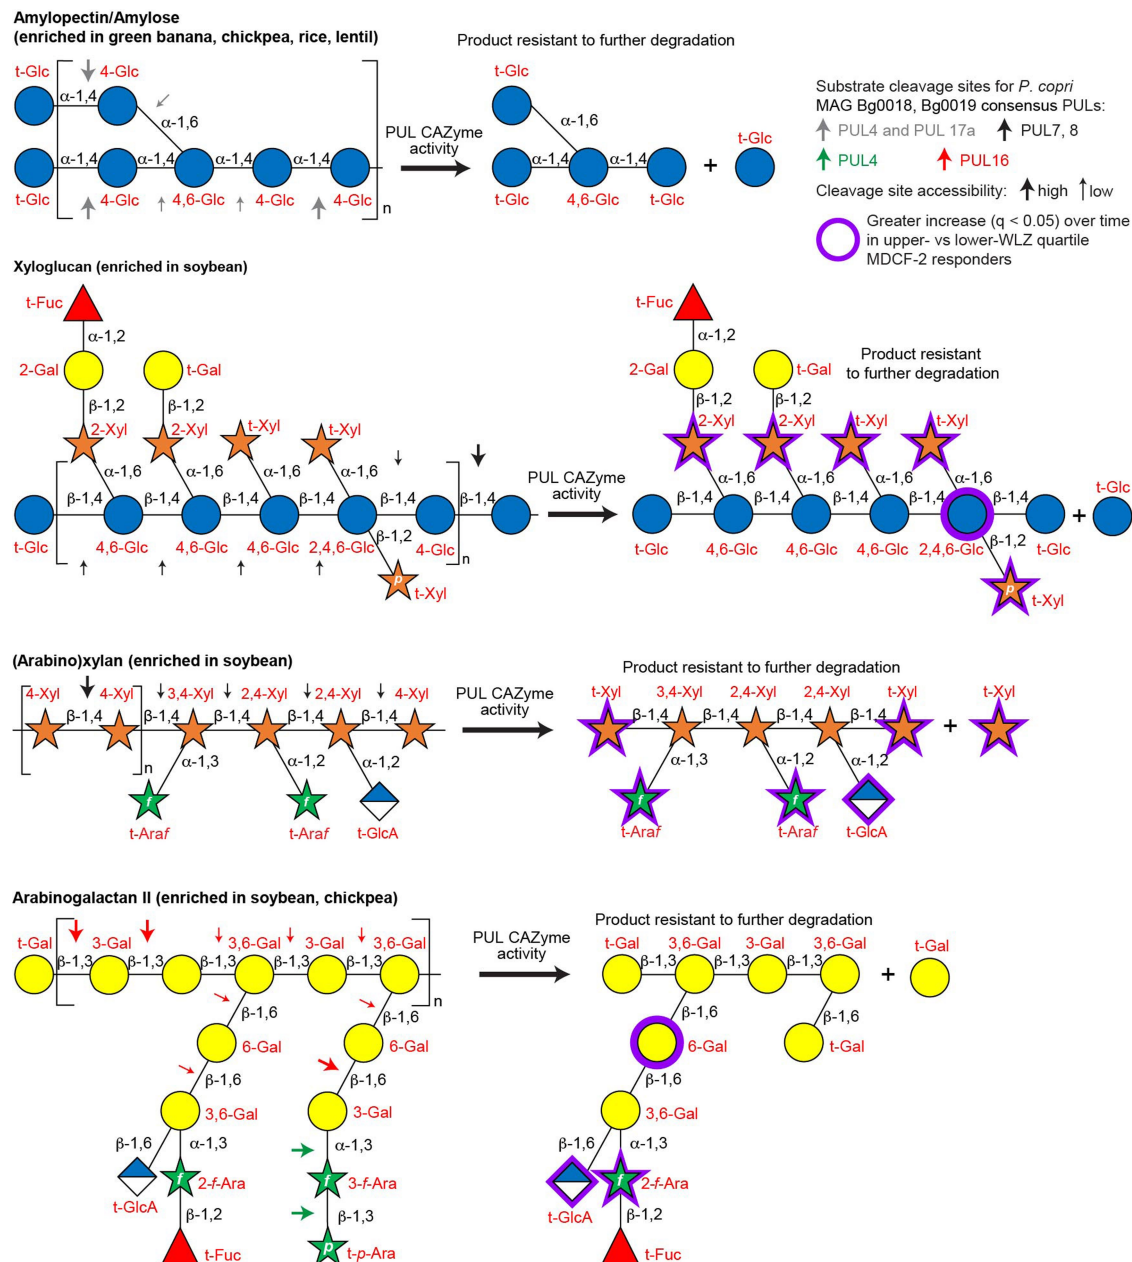 Amylopectin/Amylose
(enriched in green banana, chickpea, rice, lentil)
Product resistant to further degradation
t-Glc
4-Glc
α-1,4
α-1,6
α-1,4
α-1,4
α-1,4
α-1,4
t-Glc
4-Glc
4,6-Glc
4-Glc
4-Glc
n
PUL CAZyme
activity
t-Glc
α-1,6
α-1,4
α-1,4
t-Glc
4,6-Glc
t-Glc
+
t-Glc
Substrate cleavage sites for P. copri
MAG Bg0018, Bg0019 consensus PULs:
PUL4 and PUL 17a
PUL7, 8
PUL4
PUL16
Cleavage site accessibility: high low
Greater increase (q < 0.05) over time
in upper- vs lower-WLZ quartile
MDCF-2 responders
Xyloglucan (enriched in soybean)
t-Fuc
α-1,2
2-Gal
t-Gal
β-1,2
β-1,2
2-Xyl
2-Xyl
t-Xyl
t-Xyl
α-1,6
α-1,6
α-1,6
α-1,6
β-1,4
β-1,4
β-1,4
β-1,4
β-1,4
β-1,4
t-Glc
4,6-Glc
4,6-Glc
4,6-Glc
2,4,6-Glc
β-1,2
4-Glc
n
p
t-Xyl
PUL CAZyme
activity
t-Fuc
α-1,2
Product resistant
to further degradation
2-Gal
t-Gal
β-1,2
β-1,2
2-Xyl
2-Xyl
t-Xyl
t-Xyl
α-1,6
α-1,6
α-1,6
α-1,6
β-1,4
β-1,4
β-1,4
β-1,4
β-1,4
t-Glc
4,6-Glc
4,6-Glc
4,6-Glc
2,4,6-Glc
β-1,2
t-Glc
p
t-Xyl
+
t-Glc
(Arabino)xylan (enriched in soybean)
4-Xyl
4-Xyl
3,4-Xyl
2,4-Xyl
2,4-Xyl
4-Xyl
β-1,4
β-1,4
β-1,4
β-1,4
β-1,4
n
α-1,3
α-1,2
α-1,2
f
f
t-Araf
t-Araf
t-GlcA
PUL CAZyme
activity
Product resistant to further degradation
t-Xyl
3,4-Xyl
2,4-Xyl
2,4-Xyl
t-Xyl
t-Xyl
β-1,4
β-1,4
β-1,4
β-1,4
+
α-1,3
α-1,2
α-1,2
f
f
t-Araf
t-Araf
t-GlcA
Arabinogalactan II (enriched in soybean, chickpea)
t-Gal
3-Gal
3,6-Gal
3-Gal
3,6-Gal
β-1,3
β-1,3
β-1,3
β-1,3
β-1,3
n
β-1,6
β-1,6
6-Gal
6-Gal
β-1,6
β-1,6
3,6-Gal
3-Gal
β-1,6
α-1,3
α-1,3
f
2-f-Ara
f
3-f-Ara
t-GlcA
β-1,2
β-1,3
t-Fuc
p
t-p-Ara
PUL CAZyme
activity
Product resistant to further degradation
t-Gal
3,6-Gal
3-Gal
3,6-Gal
t-Gal
β-1,3
β-1,3
β-1,3
+
β-1,6
β-1,6
6-Gal
t-Gal
β-1,6
3,6-Gal
β-1,6
α-1,3
f
2-f-Ara
t-GlcA
β-1,2
t-Fuc